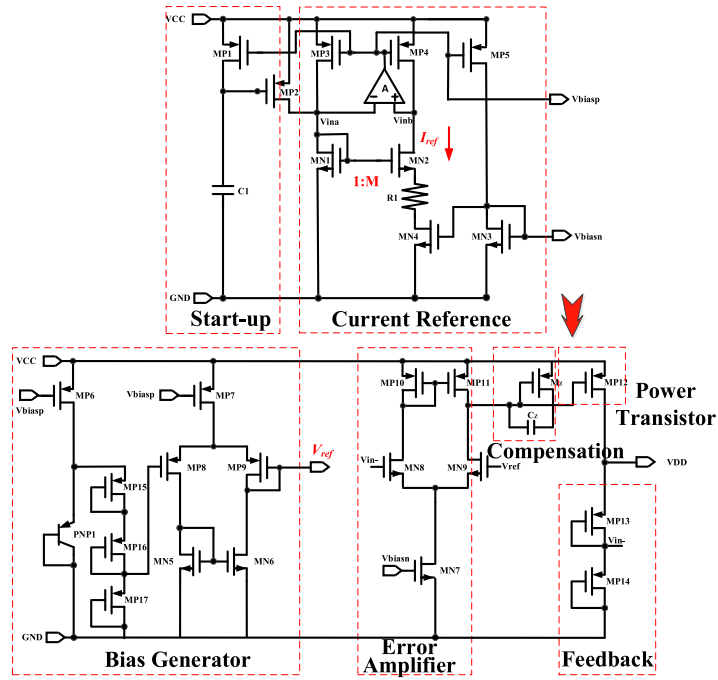 VCC
MP1
MP3
MP4
MP5
MP2
A
− +
Vbiasp
Vina
Vinb
Iref
MN1
MN2
1:M
C1
R1
MN4
MN3
Vbiasn
GND
Start-up
Current Reference
VCC
MP6
Vbiasp
Vbiasp
MP7
MP10
MP11
Mz
MP12
Power
Transistor
Cz
Compensation
MP8
MP9
Vref
Vin-
MN8
MN9
Vref
VDD
MP15
PNP1
MP16
MP17
MN5
MN6
Vbiasn
MN7
MP13
Vin-
MP14
GND
Bias Generator
Error
Amplifier
Feedback